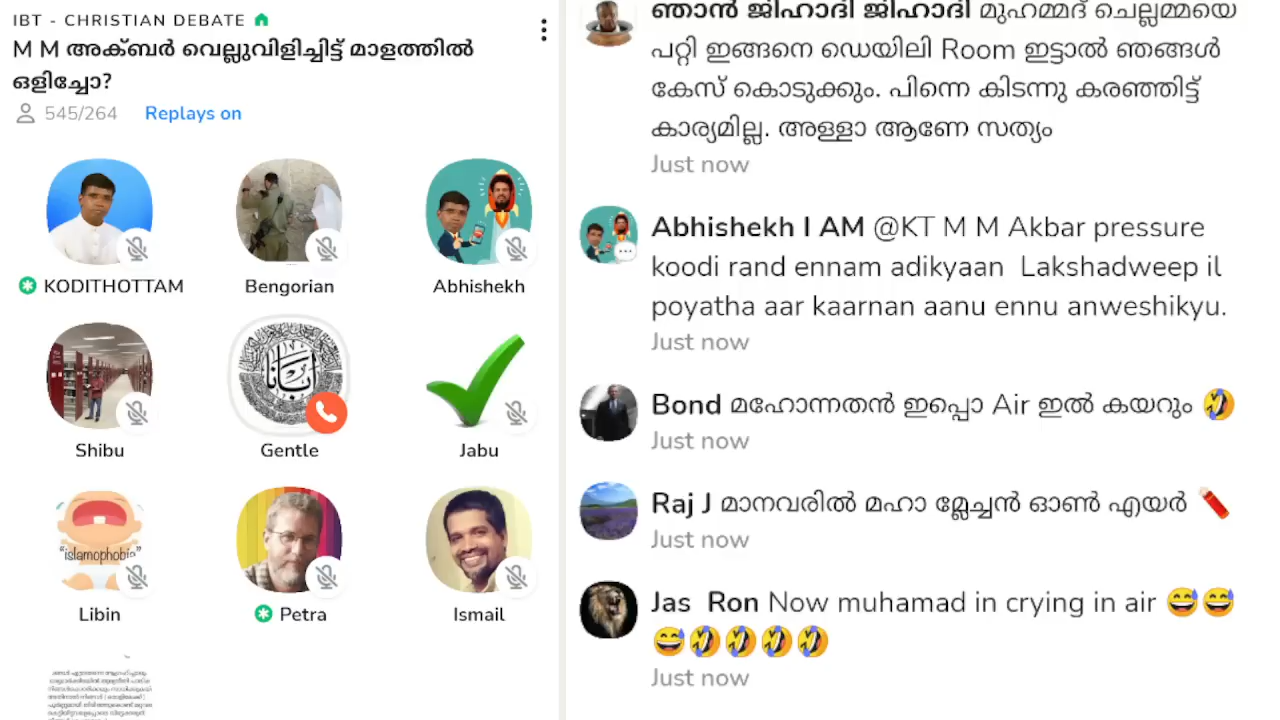 IBT - CHRISTIAN DEBATE
M M അക്ബർ വെല്ലുവിളിച്ചിട്ട് മാളത്തിൽ
ഒളിച്ചോ?
545/264 Replays on
KODITHOTTAM
Bengorian
Abhishekh
Shibu
Gentle
Jabu
“islamophobia”
Libin
Petra
Ismail
ഞാൻ ജിഹാദി ജിഹാദി മുഹമ്മദ് ചെല്ലമ്മയെ
പറ്റി ഇങ്ങനെ ഡെയിലി Room ഇട്ടാൽ ഞങ്ങൾ
കേസ് കൊടുക്കും. പിന്നെ കിടന്നു കരഞ്ഞിട്ട്
കാര്യമില്ല. അള്ളാ ആണേ സത്യം
Just now
Abhishekh I AM @KT M M Akbar pressure
koodi rand ennam adikyaan Lakshadweep il
poyatha aar kaarnan aanu ennu anweshikyu.
Just now
Bond മഹോന്നതൻ ഇപ്പൊ Air ഇൽ കയറും 🤣
Just now
Raj J മാനവരിൽ മഹാ മ്ലേച്ചൻ ഓൺ എയർ 🧨
Just now
Jas Ron Now muhamad in crying in air 😅😅
😅🤣🤣🤣🤣
Just now